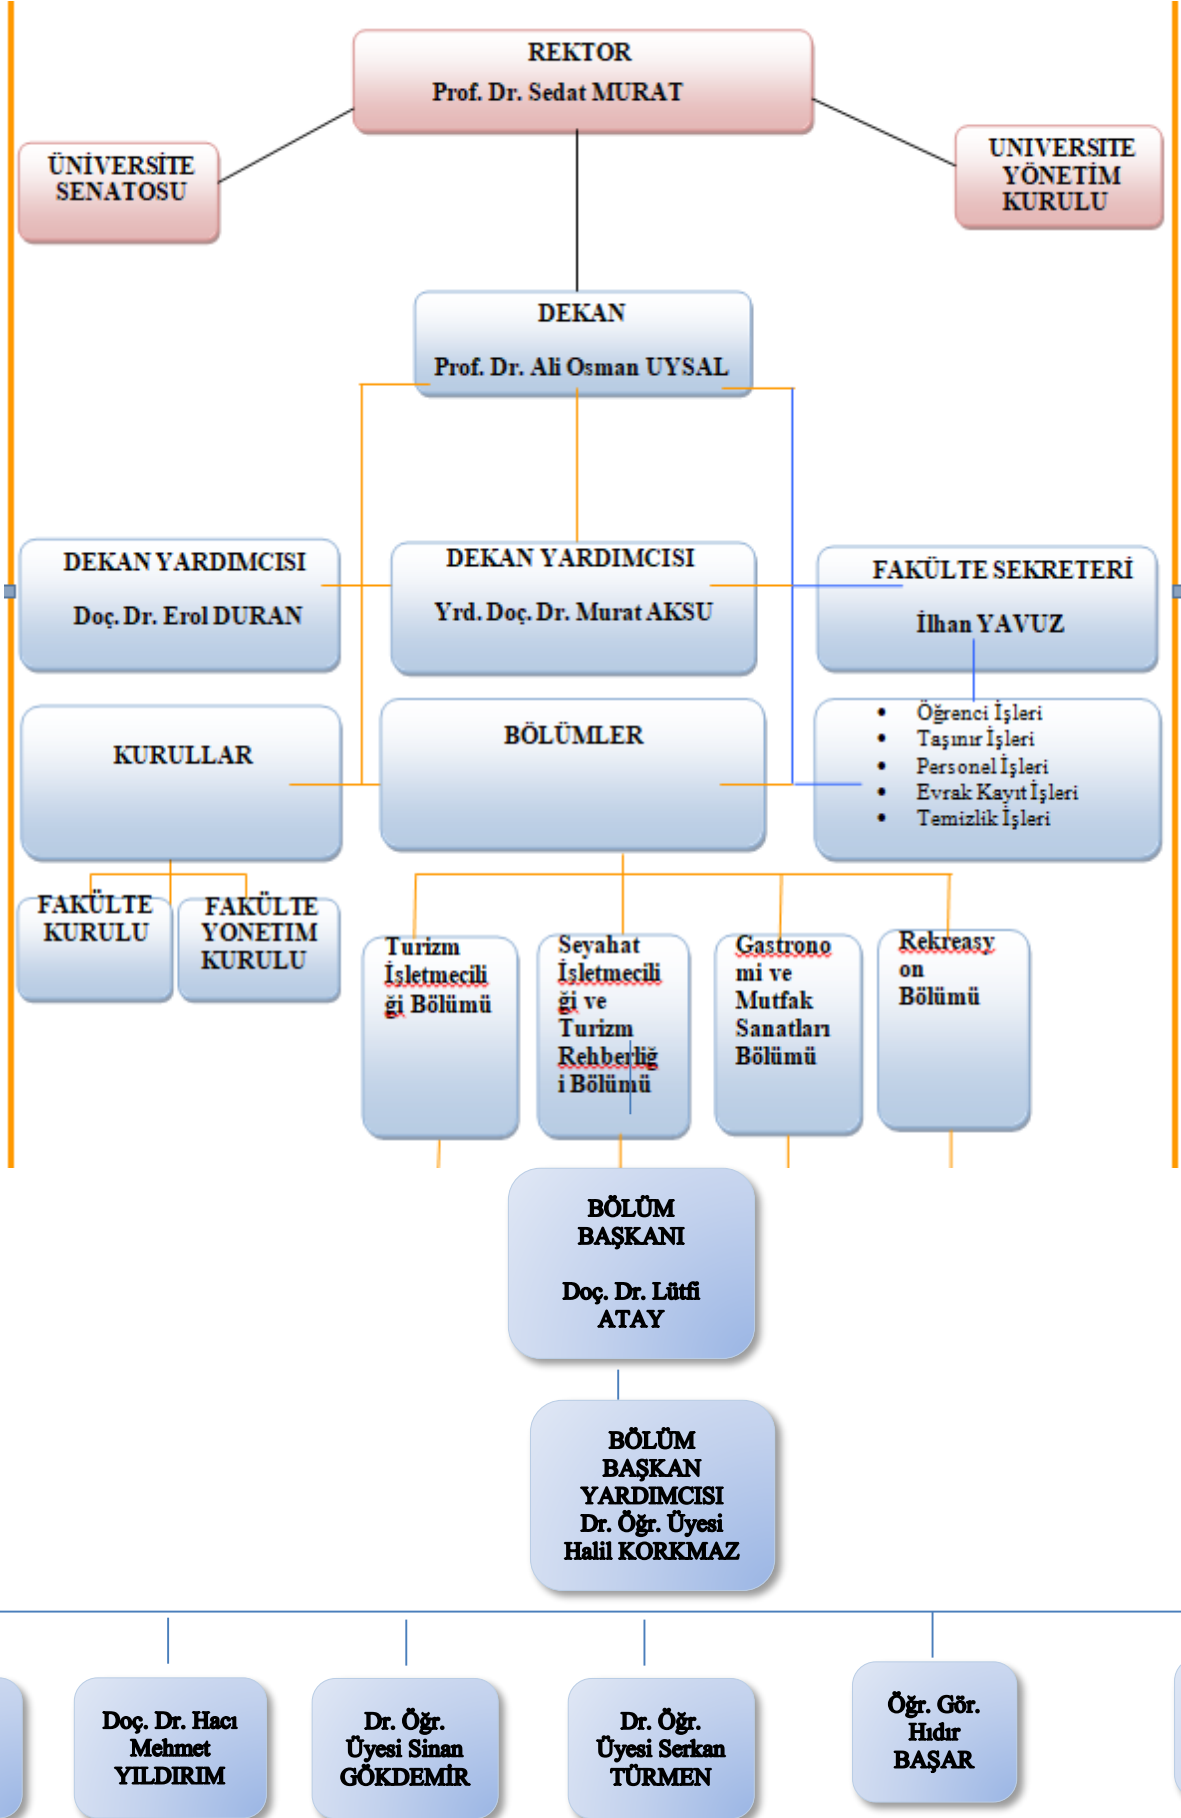 REKTOR
Prof. Dr. Sedat MURAT
ÜNİVERSİTE
SENATOSU
UNIVERSITE
YÖNETİM
KURULU
DEKAN
Prof. Dr. Ali Osman UYSAL
DEKAN YARDIMCISI
Doç. Dr. Erol DURAN
DEKAN YARDIMCISI
Yrd. Doç. Dr. Murat AKSU
FAKÜLTE SEKRETERİ
İlhan YAVUZ
KURULLAR
BÖLÜMLER
• Öğrenci İşleri
• Taşınır İşleri
• Personel İşleri
• Evrak Kayıt İşleri
• Temizlik İşleri
FAKÜLTE
KURULU
FAKÜLTE
YONETIM
KURULU
Turizm
İşletmecili
ği Bölümü
Seyahat
İşletmecili
ği ve
Turizm
Rehberliğ
i Bölümü
Gastrono
mi ve
Mutfak
Sanatları
Bölümü
Rekreasy
on
Bölümü
BÖLÜM
BAŞKANI
Doç. Dr. Lütfi
ATAY
BÖLÜM
BAŞKAN
YARDIMCISI
Dr. Öğr. Üyesi
Halil KORKMAZ
Doç. Dr. Hacı
Mehmet
YILDIRIM
Dr. Öğr.
Üyesi Sinan
GÖKDEMİR
Dr. Öğr.
Üyesi Serkan
TÜRMEN
Öğr. Gör.
Hıdır
BAŞAR